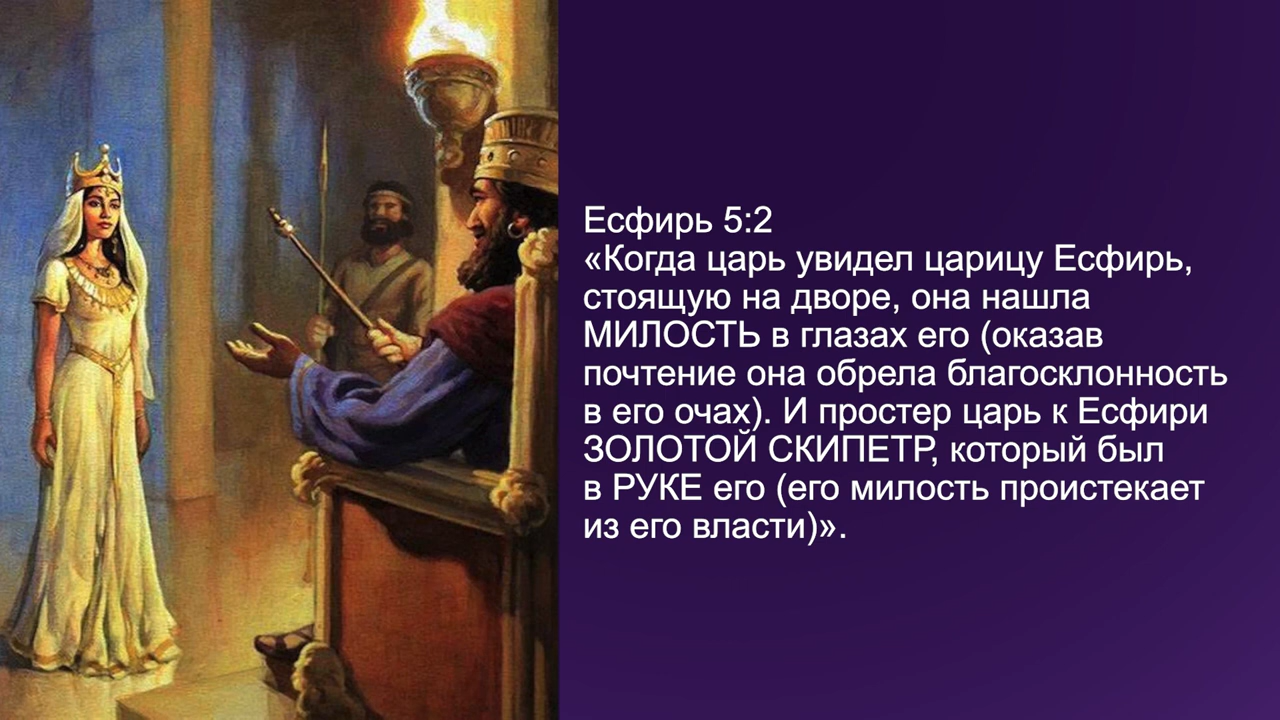 Есфирь 5:2
«Когда царь увидел царицу Есфирь,
стоящую на дворе, она нашла
МИЛОСТЬ в глазах его (оказав
почтение она обрела благосклонность
в его очах). И простер царь к Есфири
ЗОЛОТОЙ СКИПЕТР, который был
в РУКЕ его (его милость проистекает
из его власти)».